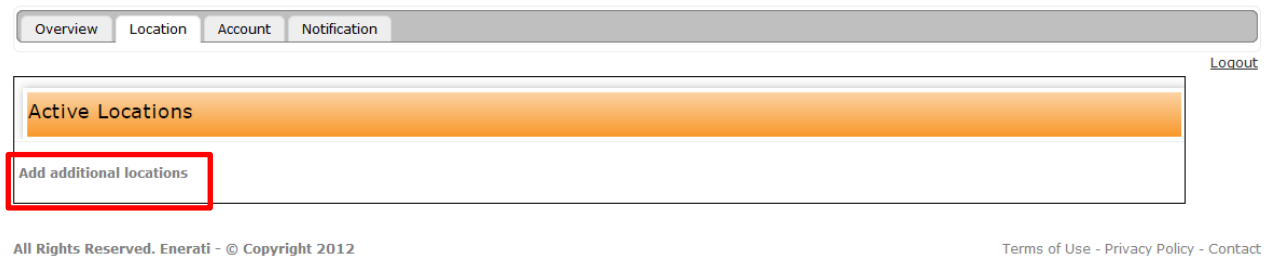 Overview Location Account Notification
Logout
Active Locations
Add additional locations
All Rights Reserved. Enerati - © Copyright 2012 Terms of Use - Privacy Policy - Contact